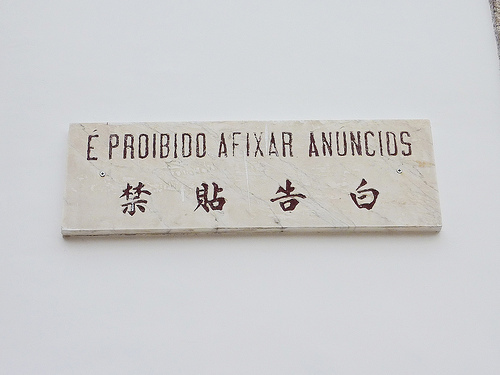 É PROIBIDO AFIXAR ANUNCIOS
禁貼告白